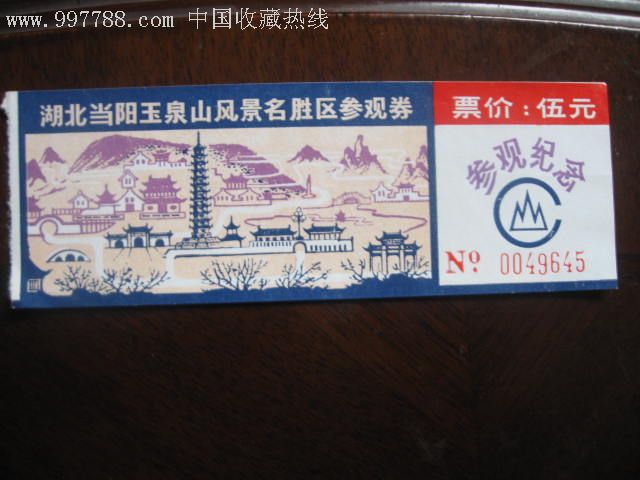 www.997788.com 中国收藏热线
湖北当阳玉泉山风景名胜区参观券
票价：伍元
参观纪念
Nº 0049645